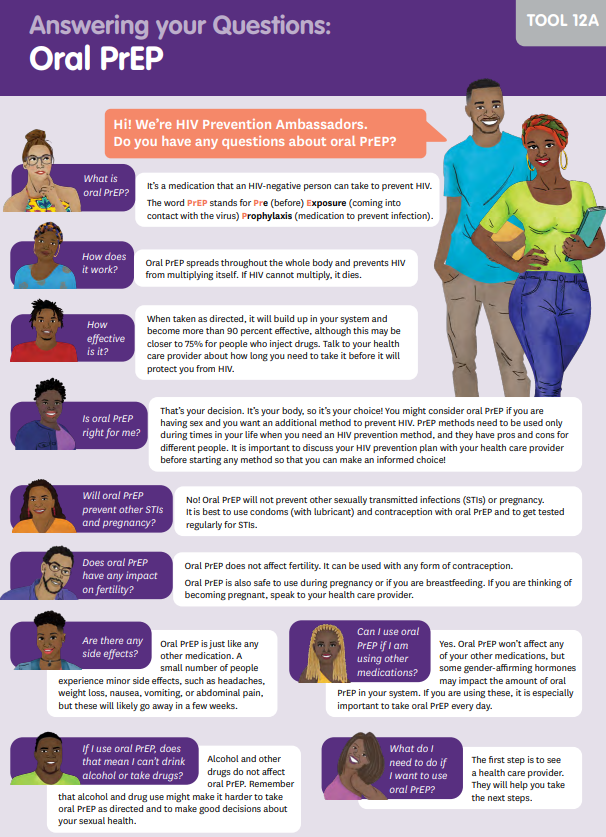 Answering your Questions:
Oral PrEP
TOOL 12A
Hi! We're HIV Prevention Ambassadors.
Do you have any questions about oral PrEP?
What is
oral PrEP?
It's a medication that an HIV-negative person can take to prevent HIV.
The word PrEP stands for Pre (before) Exposure (coming into
contact with the virus) Prophylaxis (medication to prevent infection).
How does
it work?
Oral PrEP spreads throughout the whole body and prevents HIV
from multiplying itself. If HIV cannot multiply, it dies.
How
effective
is it?
When taken as directed, it will build up in your system and
become more than 90 percent effective, although this may be
closer to 75% for people who inject drugs. Talk to your health
care provider about how long you need to take it before it will
protect you from HIV.
Is oral PrEP
right for me?
That's your decision. It's your body, so it's your choice! You might consider oral PrEP if you are
having sex and you want an additional method to prevent HIV. PrEP methods need to be used only
during times in your life when you need an HIV prevention method, and they have pros and cons for
different people. It is important to discuss your HIV prevention plan with your health care provider
before starting any method so that you can make an informed choice!
Will oral PrEP
prevent other STIs
and pregnancy?
No! Oral PrEP will not prevent other sexually transmitted infections (STIs) or pregnancy.
It is best to use condoms (with lubricant) and contraception with oral PrEP and to get tested
regularly for STIs.
Does oral PrEP
have any impact
on fertility?
Oral PrEP does not affect fertility. It can be used with any form of contraception.
Oral PrEP is also safe to use during pregnancy or if you are breastfeeding. If you are thinking of
becoming pregnant, speak to your health care provider.
Are there any
side effects?
Oral PrEP is just like any
other medication. A
small number of people
experience minor side effects, such as headaches,
weight loss, nausea, vomiting, or abdominal pain,
but these will likely go away in a few weeks.
Can I use oral
PrEP if I am
using other
medications?
Yes. Oral PrEP won't affect any
of your other medications, but
some gender-affirming hormones
may impact the amount of oral
PrEP in your system. If you are using these, it is especially
important to take oral PrEP every day.
If I use oral PrEP, does
that mean I can't drink
alcohol or take drugs?
Alcohol and other
drugs do not affect
oral PrEP. Remember
that alcohol and drug use might make it harder to take
oral PrEP as directed and to make good decisions about
your sexual health.
What do I
need to do if
I want to use
oral PrEP?
The first step is to see
a health care provider.
They will help you take
the next steps.